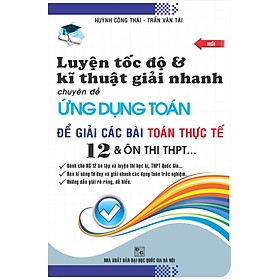 HUỲNH CÔNG THÁI - TRẦN VĂN TÀI
MỚI
Luyện tốc độ &
kĩ thuật giải nhanh
chuyên đề
ỨNG DỤNG TOÁN
ĐỂ GIẢI CÁC BÀI TOÁN THỰC TẾ
12 & ÔN THI THPT...
Dành cho HS 12 ôn tập và luyện thi học kì, THPT Quốc Gia...
Rèn kĩ năng tư duy và giải nhanh các dạng toán trắc nghiệm.
Hướng dẫn giải rõ ràng, dễ hiểu.
NHÀ XUẤT BẢN ĐẠI HỌC QUỐC GIA HÀ NỘI